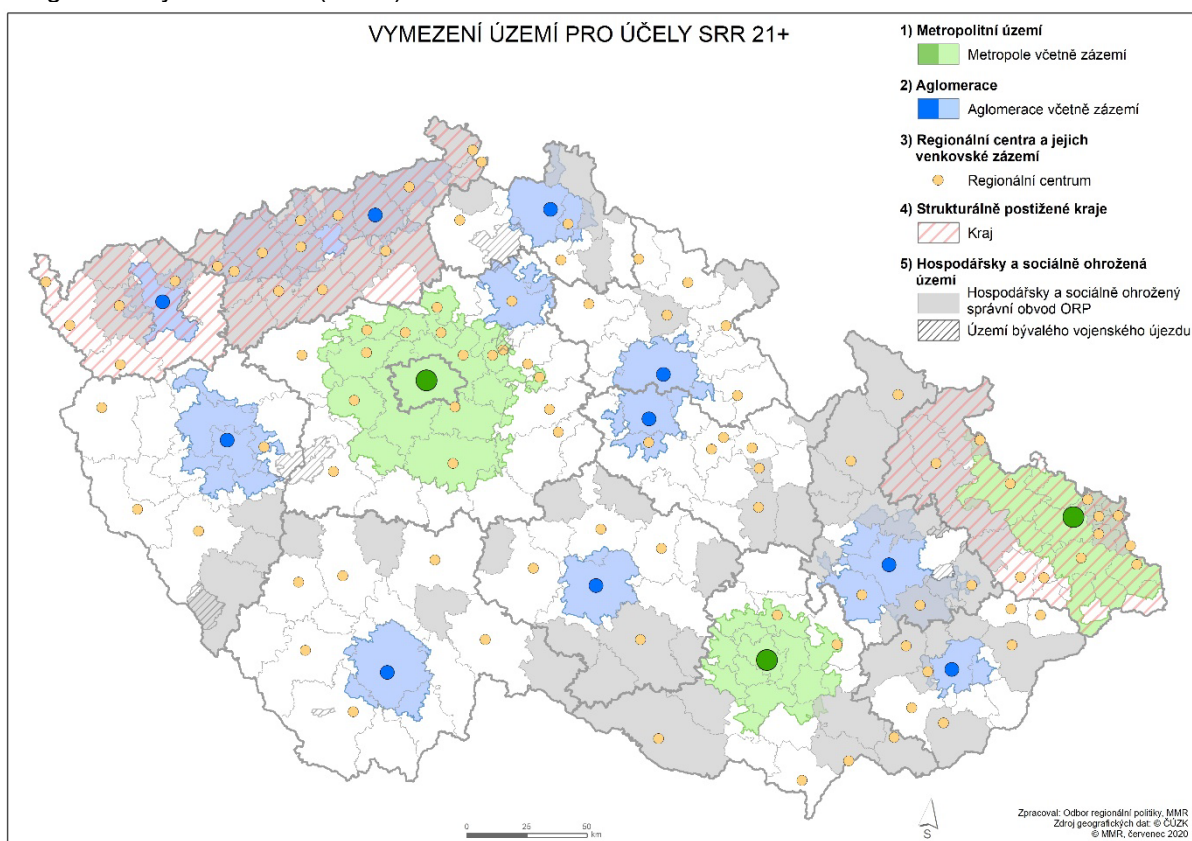 VYMEZENÍ ÚZEMÍ PRO ÚČELY SRR 21+
1) Metropolitní území
Metropole včetně zázemí
2) Aglomerace
Aglomerace včetně zázemí
3) Regionální centra a jejich
venkovské zázemí
Regionální centrum
4) Strukturálně postižené kraje
Kraj
5) Hospodářsky a sociálně ohrožená
území
Hospodářsky a sociálně ohrožený
správní obvod ORP
Území bývalého vojenského újezdu
0 25 50
km
S
Zpracoval: Odbor regionální politiky, MMR
Zdroj geografických dat: © ČÚZK
© MMR, červenec 2020